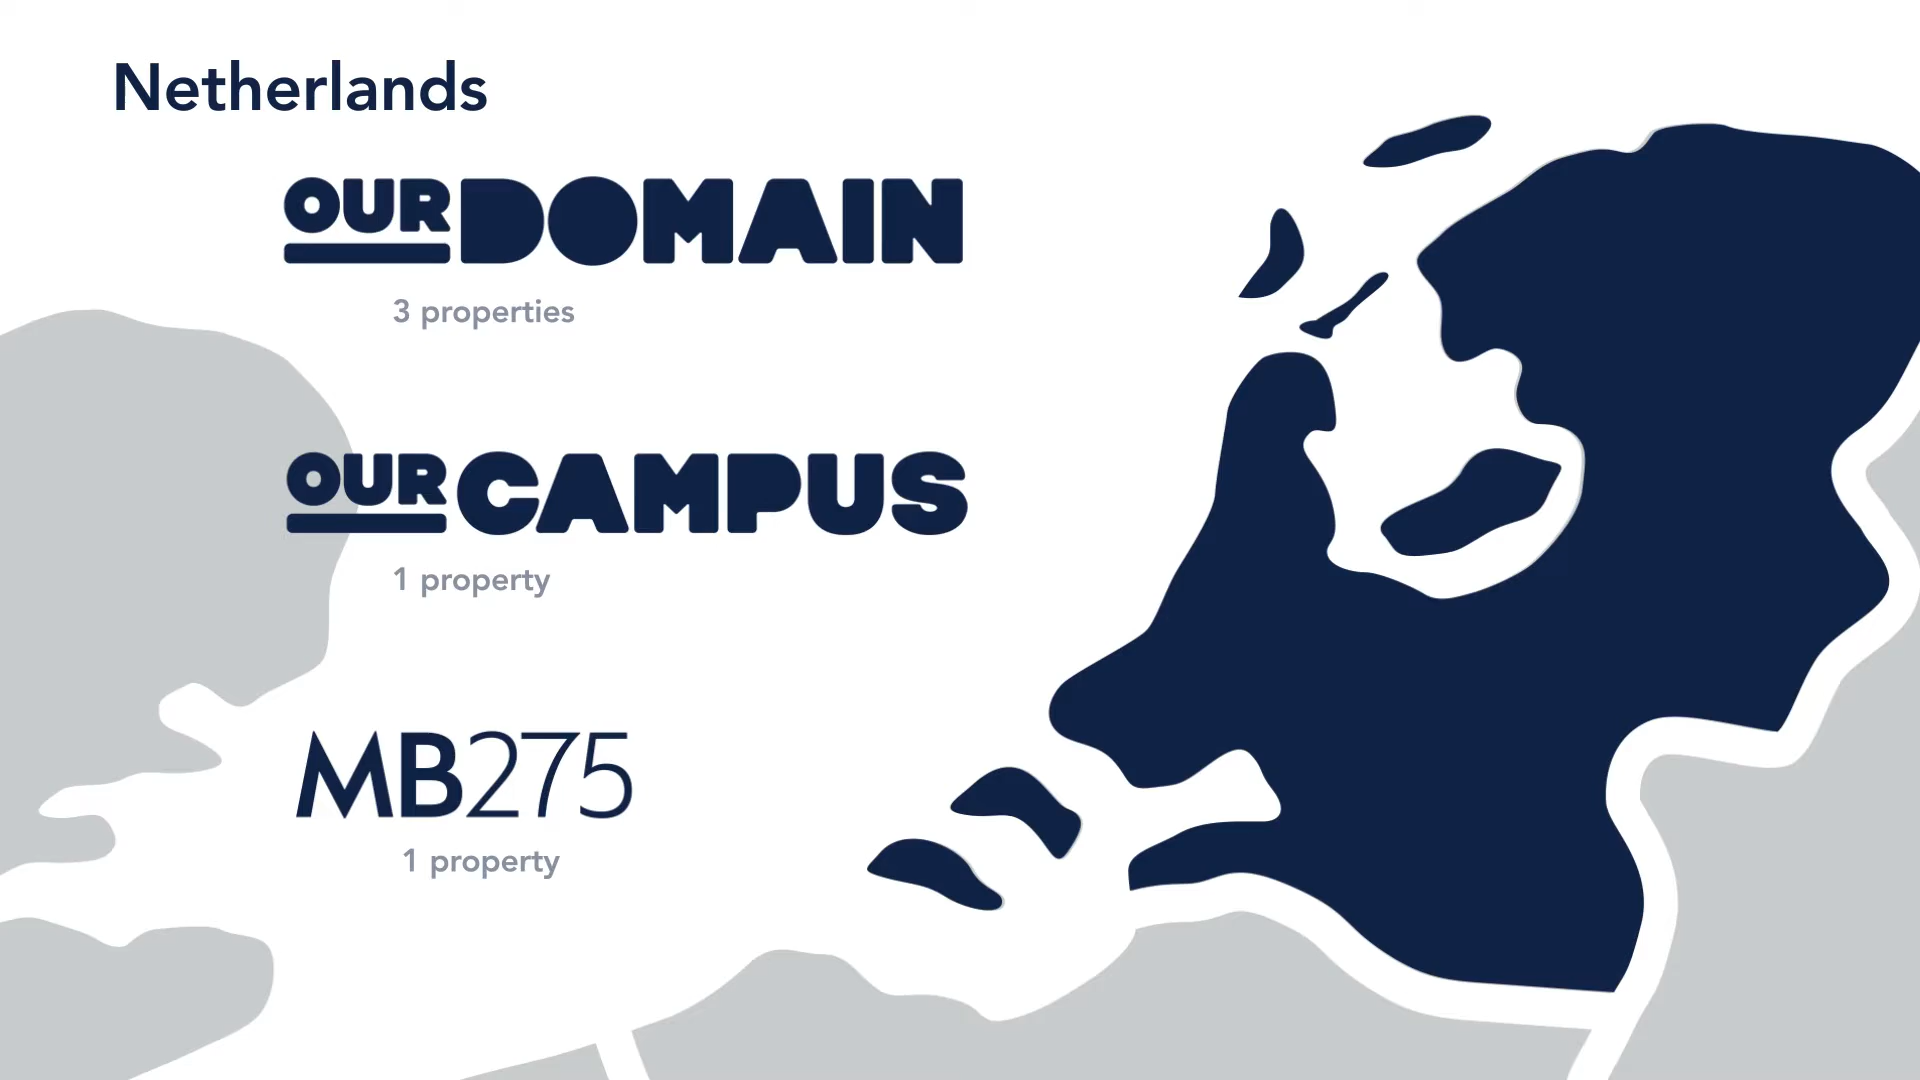 Netherlands
OURDOMAIN
3 properties
OURCAMPUS
1 property
MB275
1 property